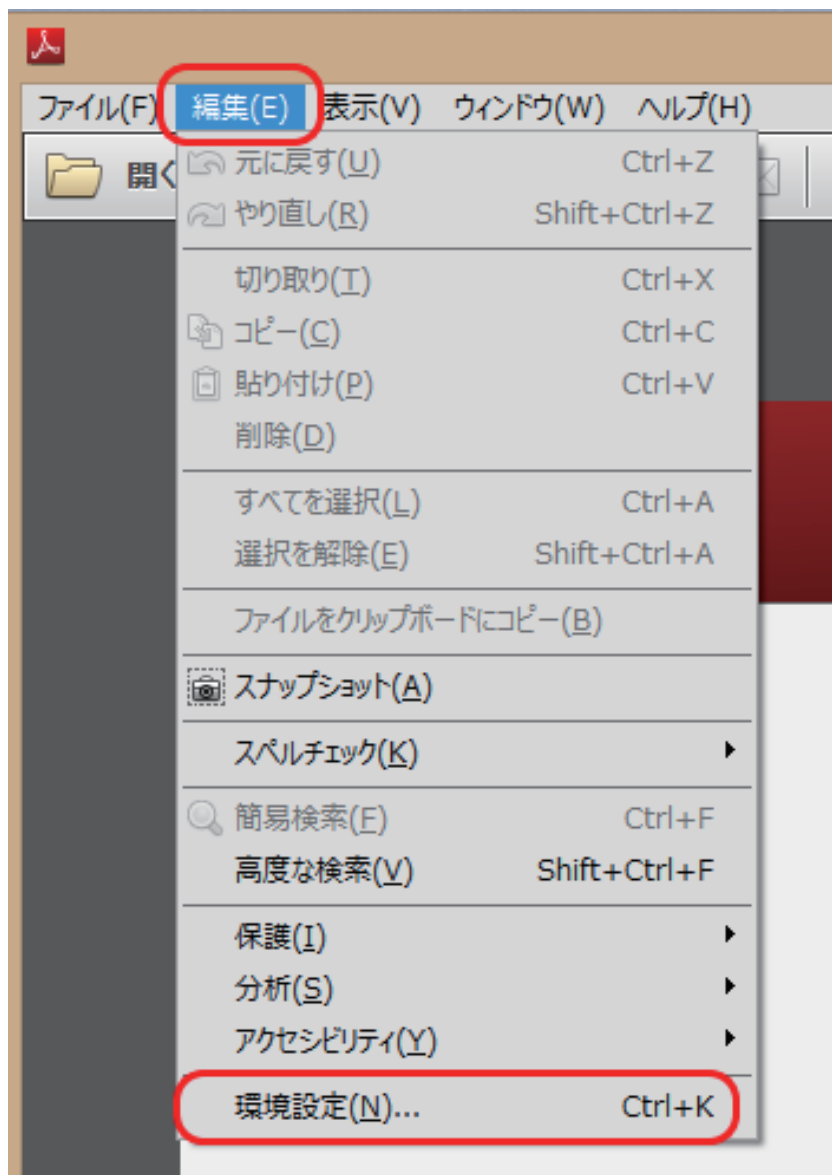 ファイル(F) 編集(E) 表示(V) ウィンドウ(W) ヘルプ(H)
開く
元に戻す(U) Ctrl+Z
やり直し(R) Shift+Ctrl+Z
切り取り(T) Ctrl+X
コピー(C) Ctrl+C
貼り付け(P) Ctrl+V
削除(D)
すべてを選択(L) Ctrl+A
選択を解除(E) Shift+Ctrl+A
ファイルをクリップボードにコピー(B)
スナップショット(A)
スペルチェック(K)
簡易検索(F) Ctrl+F
高度な検索(V) Shift+Ctrl+F
保護(I)
分析(S)
アクセシビリティ(Y)
環境設定(N)... Ctrl+K